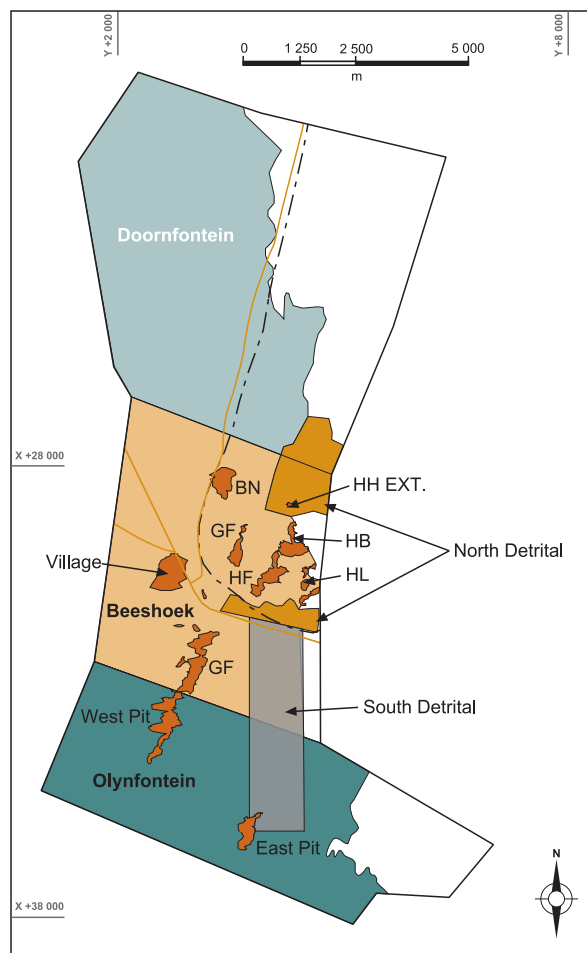 Y +2 000
Y +8 000
0 1 250 2 500 5 000
m
Doornfontein
X +28 000
BN
HH EXT.
GF
HB
North Detrital
Village
HF
HL
Beeshoek
GF
South Detrital
West Pit
Olynfontein
East Pit
N
X +38 000